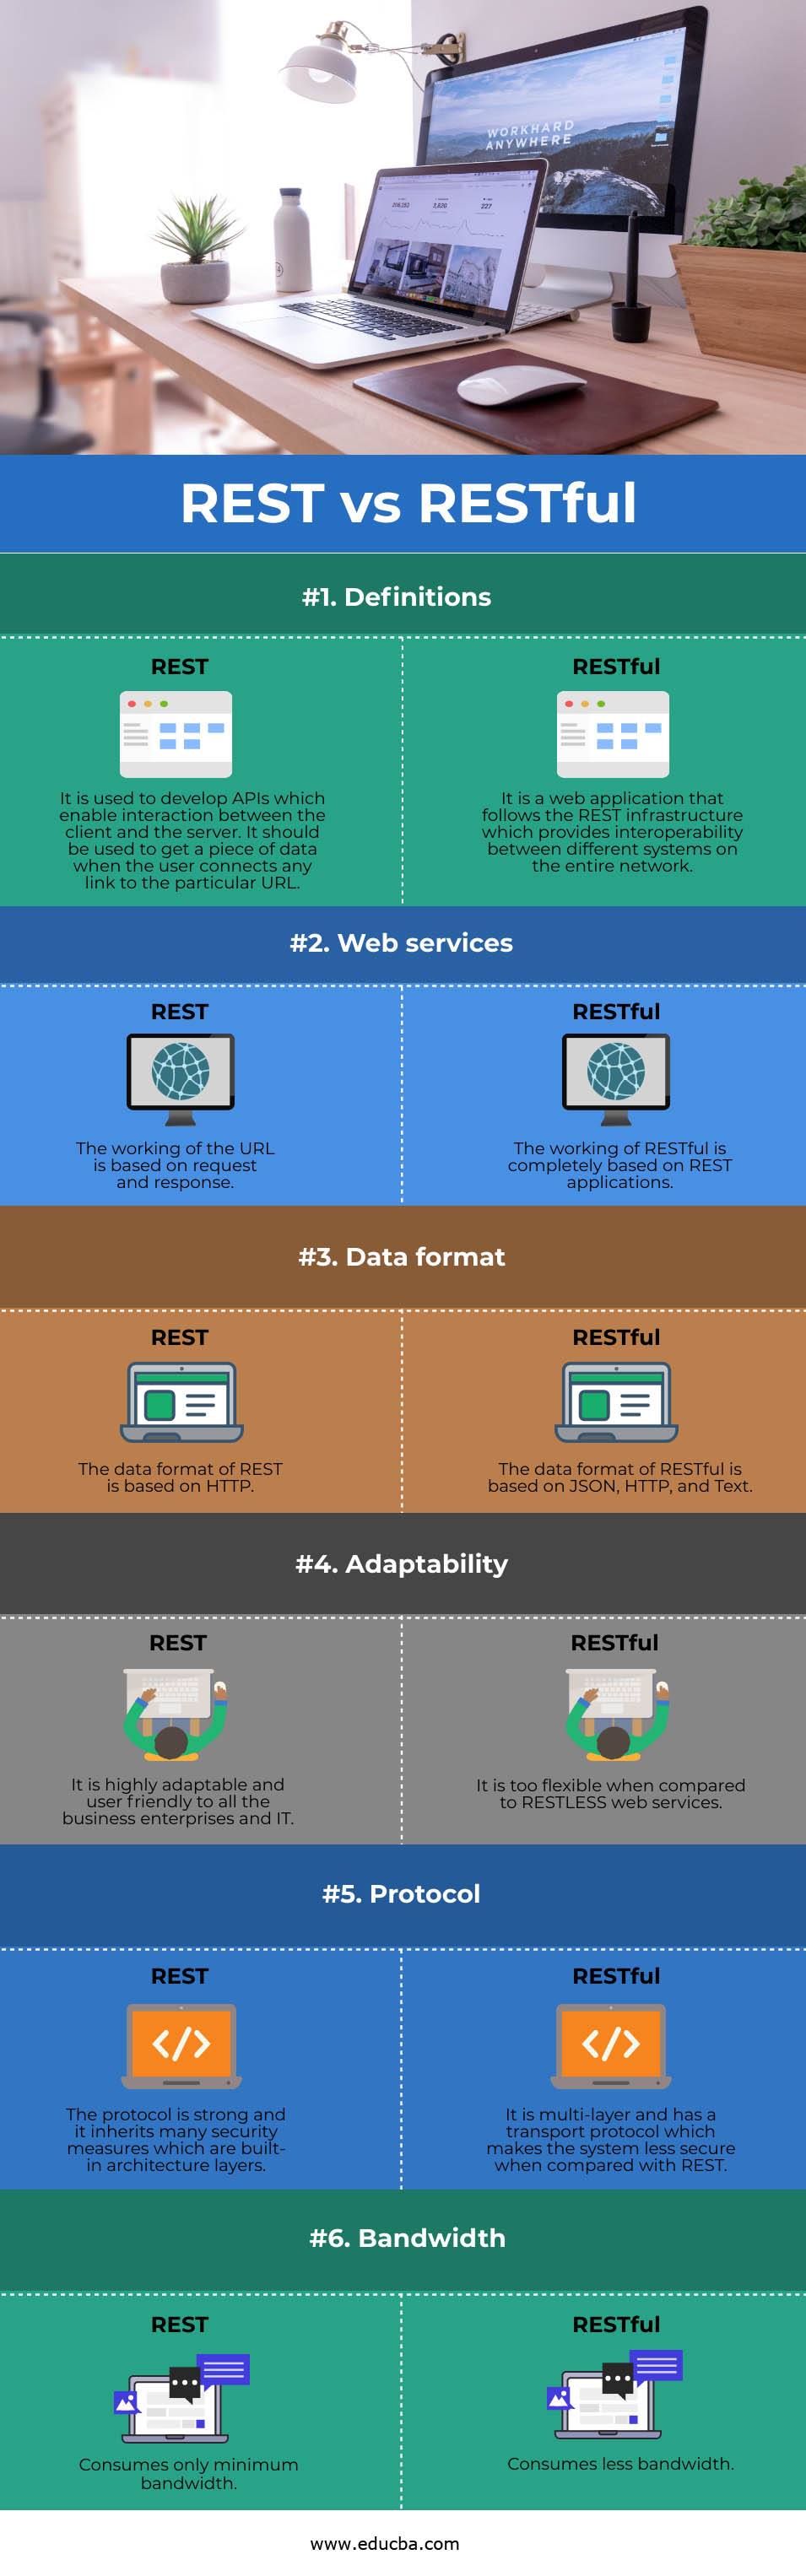 WORKHARD
ANYWHERE
3,820
227
REST vs RESTful
#1. Definitions
REST
It is used to develop APIs which
enable interaction between the
client and the server. It should
be used to get a piece of data
when the user connects any
link to the particular URL.
RESTful
It is a web application that
follows the REST infrastructure
which provides interoperability
between different systems on
the entire network.
#2. Web services
REST
The working of the URL
is based on request
and response.
RESTful
The working of RESTful is
completely based on REST
applications.
#3. Data format
REST
The data format of REST
is based on HTTP.
RESTful
The data format of RESTful is
based on JSON, HTTP, and Text.
#4. Adaptability
REST
It is highly adaptable and
user friendly to all the
business enterprises and IT.
RESTful
It is too flexible when compared
to RESTLESS web services.
#5. Protocol
REST
</>
The protocol is strong and
it inherits many security
measures which are built-
in architecture layers.
RESTful
</>
It is multi-layer and has a
transport protocol which
makes the system less secure
when compared with REST.
#6. Bandwidth
REST
Consumes only minimum
bandwidth.
RESTful
Consumes less bandwidth.
www.educba.com